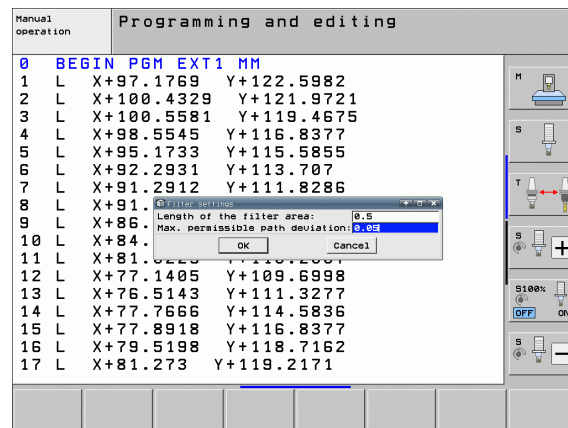 Manual operation
Programming and editing
0 BEGIN PGM EXT1 MM
1 L X+97.1769 Y+122.5982
2 L X+100.4329 Y+121.9721
3 L X+100.5581 Y+119.4675
4 L X+98.5545 Y+116.8377
5 L X+95.1733 Y+115.5855
6 L X+92.2931 Y+113.707
7 L X+91.2912 Y+111.8286
8 L X+91.
Filter settings
9 L X+86.
Length of the filter area: 0.5
Max. permissible path deviation: 0.05
10 L X+84.
OK Cancel
11 L X+81.
12 L X+77.1405 Y+109.6998
13 L X+76.5143 Y+111.3277
14 L X+77.7666 Y+114.5836
15 L X+77.8918 Y+116.8377
16 L X+79.5198 Y+118.7162
17 L X+81.273 Y+119.2171
M
S
T
S
S100%
OFF ON
S